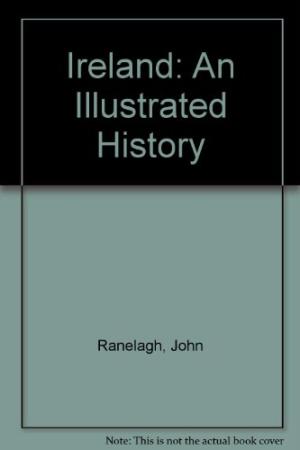 Ireland: An
Illustrated
History
Ranelagh, John
Note: This is not the actual book cover